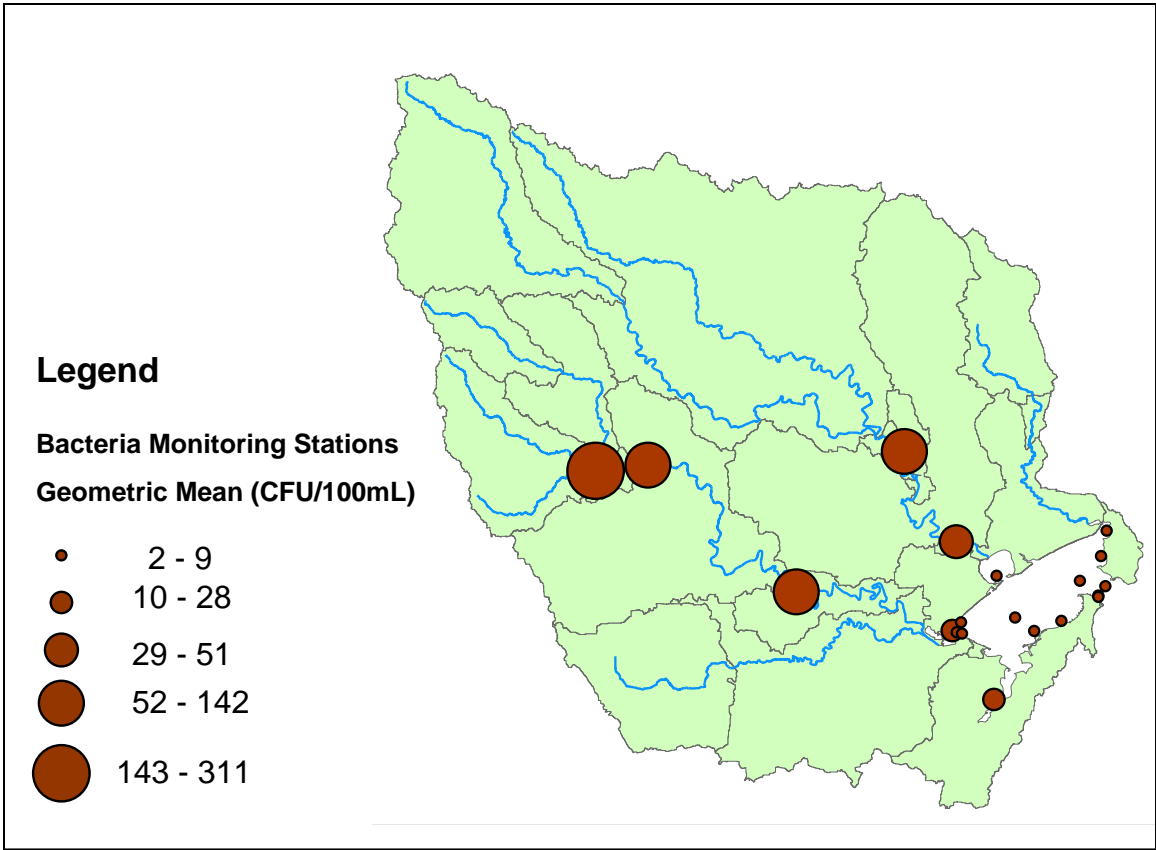 Legend
Bacteria Monitoring Stations
Geometric Mean (CFU/100mL)
2 - 9
10 - 28
29 - 51
52 - 142
143 - 311